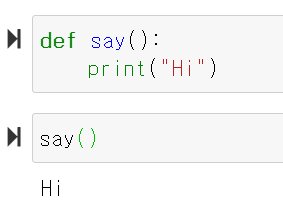 def say():
    print("Hi")
say()
Hi